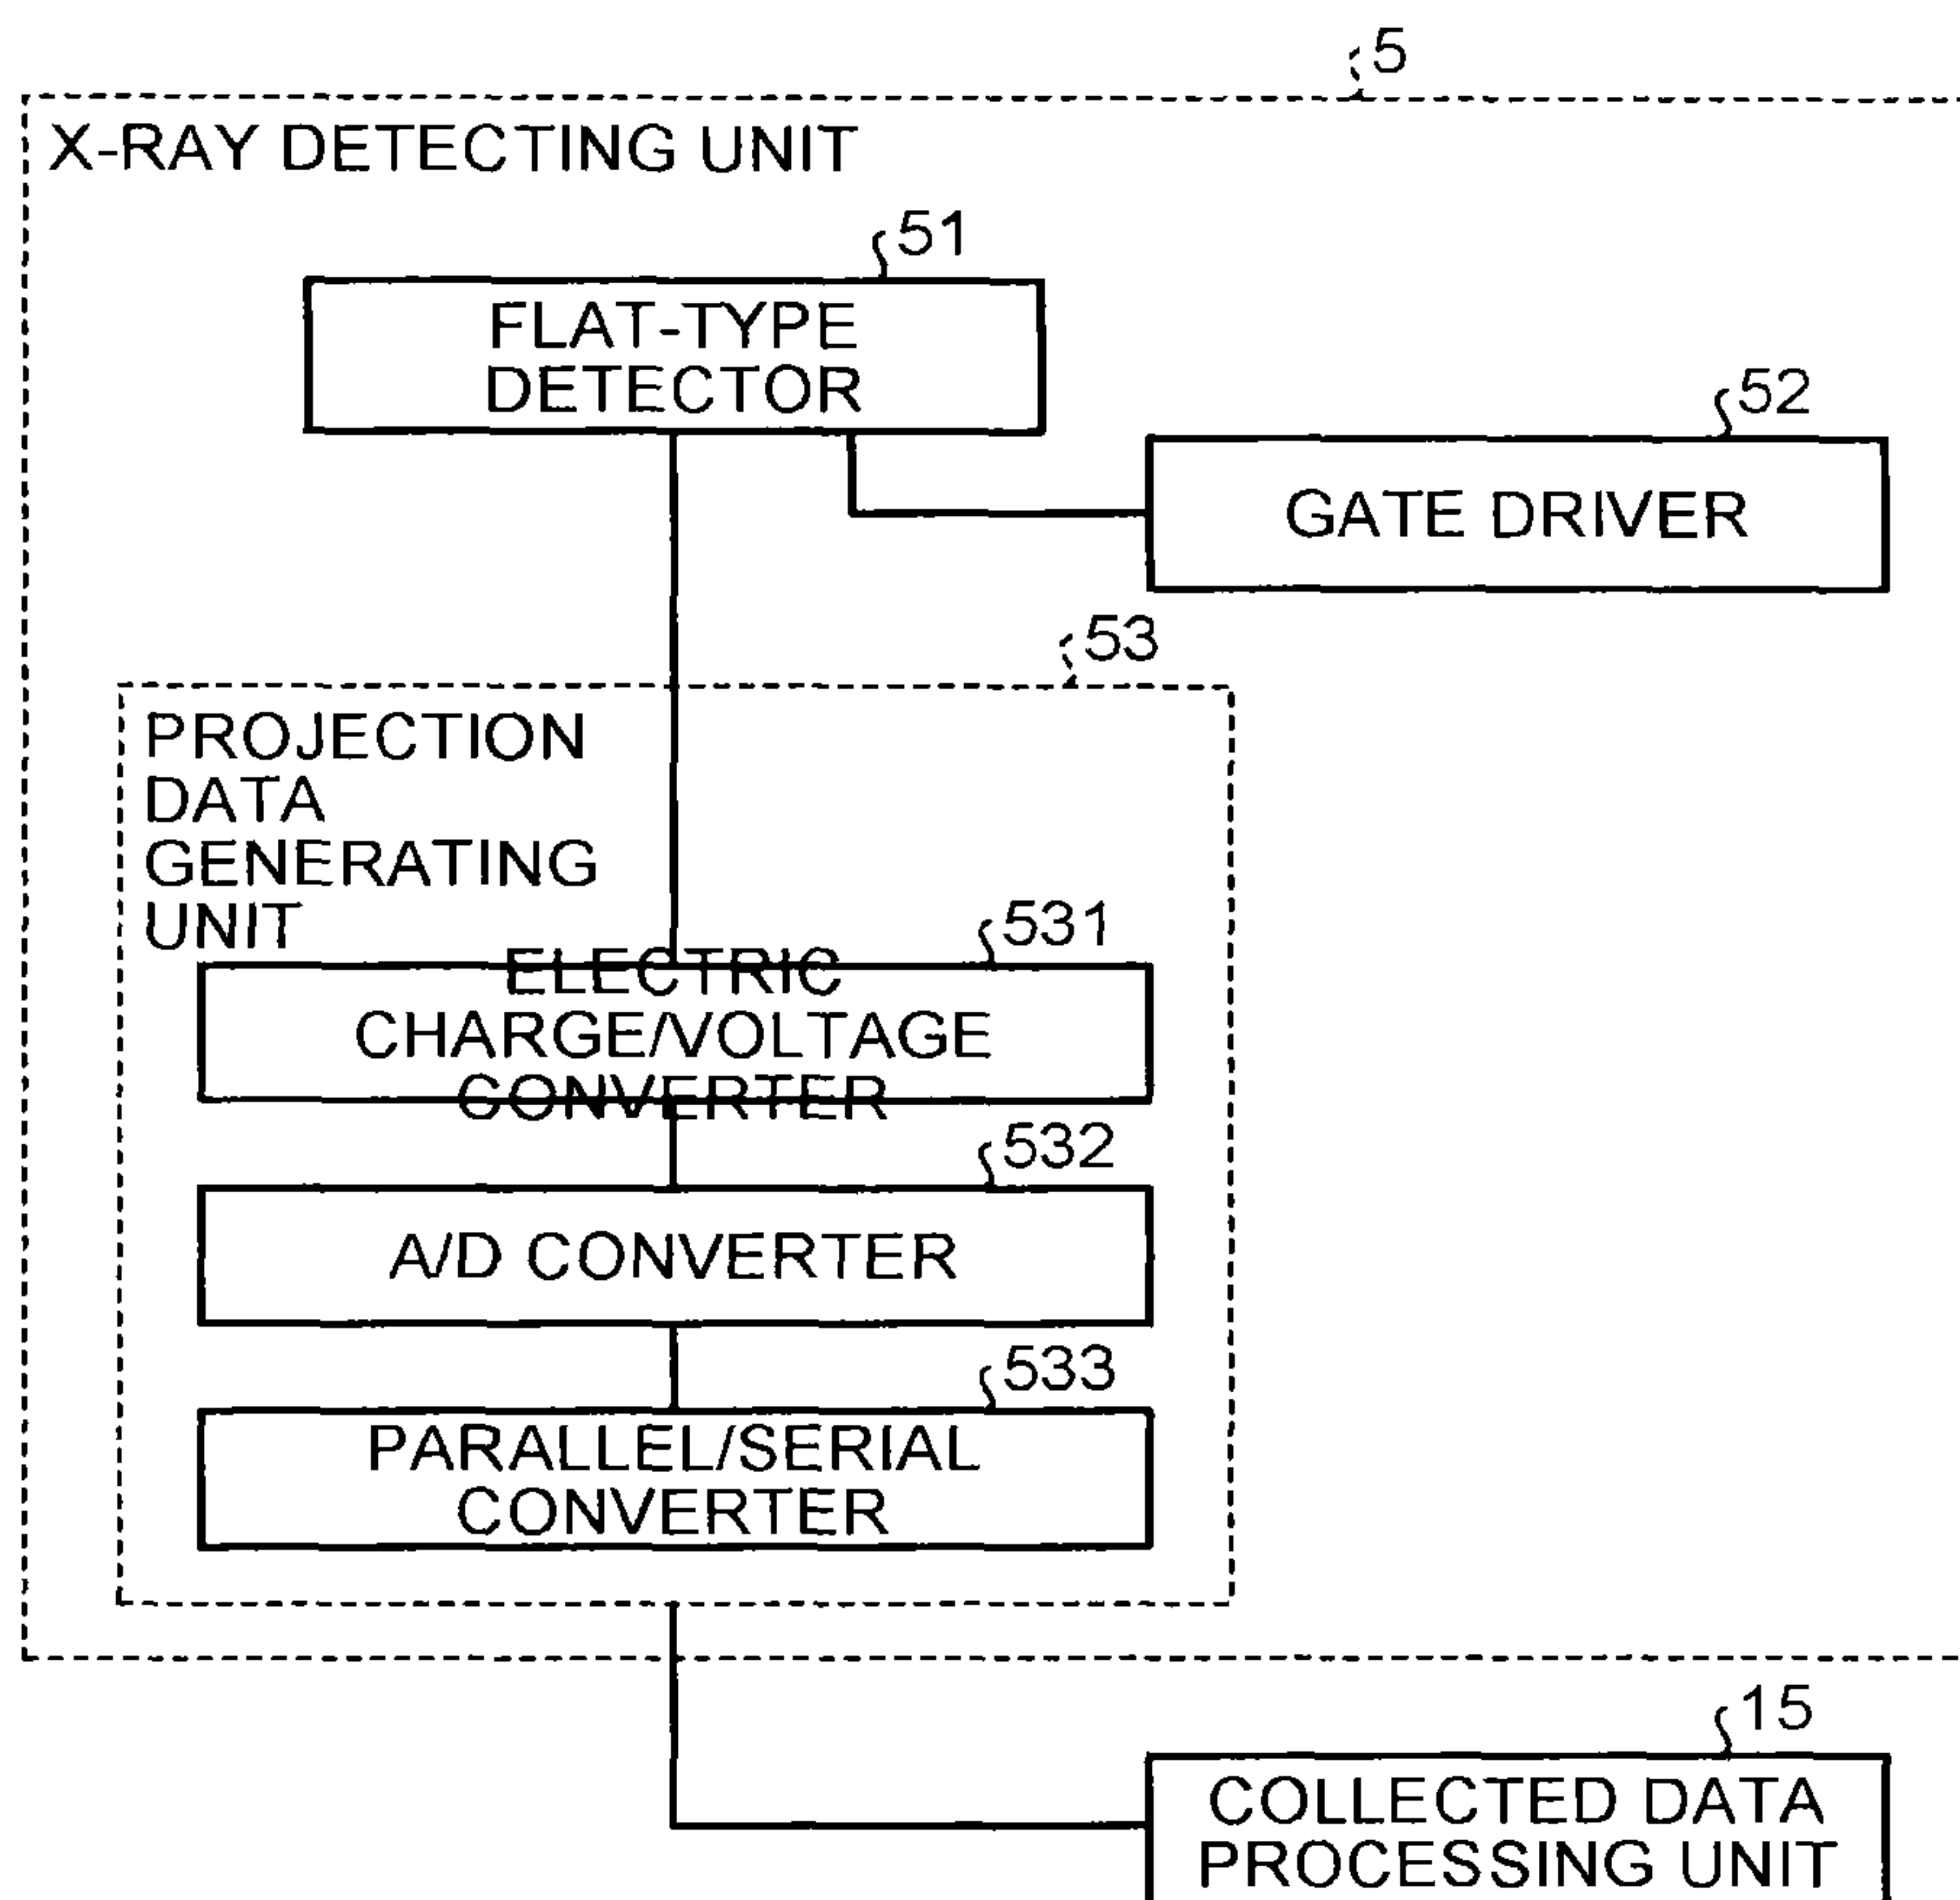 5
X-RAY DETECTING UNIT
51
FLAT-TYPE
DETECTOR
52
GATE DRIVER
53
PROJECTION
DATA
GENERATING
UNIT
531
ELECTRIC
CHARGE/VOLTAGE
CONVERTER
532
A/D CONVERTER
533
PARALLEL/SERIAL
CONVERTER
15
COLLECTED DATA
PROCESSING UNIT